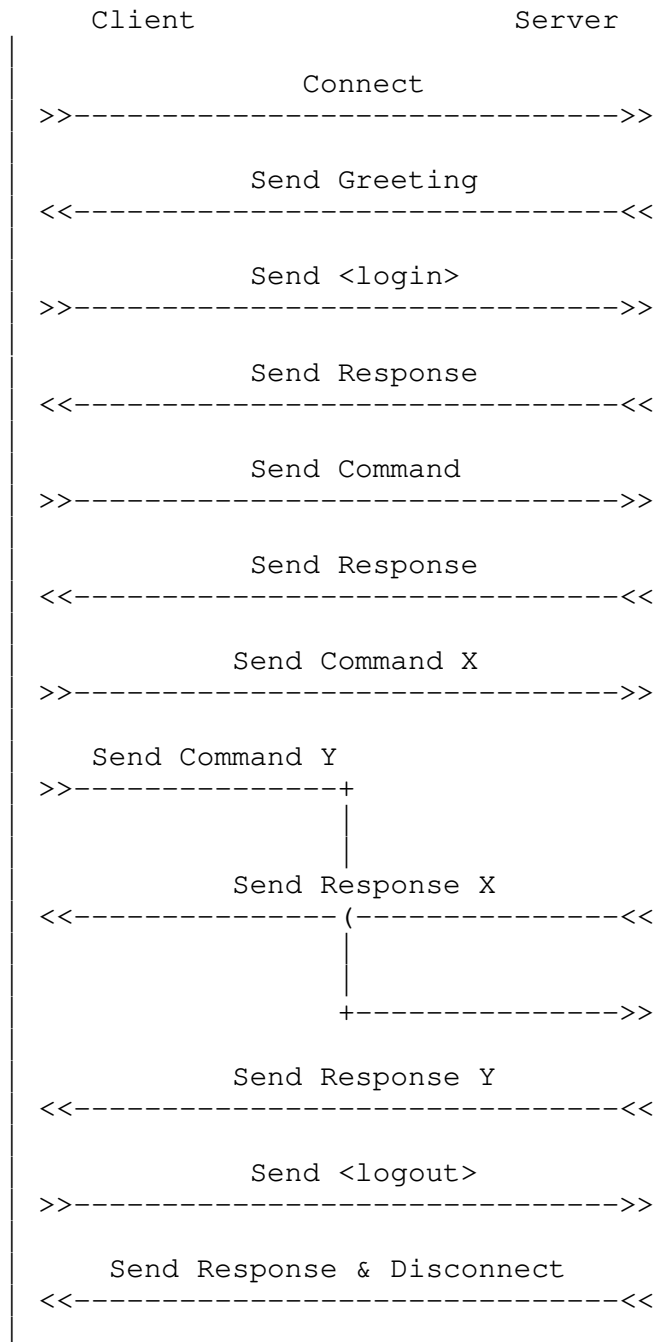 Client Server
Connect
>>------------------------------->>
Send Greeting
<<-------------------------------<<
Send <login>
>>------------------------------->>
Send Response
<<-------------------------------<<
Send Command
>>------------------------------->>
Send Response
<<-------------------------------<<
Send Command X
>>------------------------------->>
Send Command Y
>>---------------+
|
|
Send Response X
<<---------------(---------------<<
|
|
+--------------->>
Send Response Y
<<-------------------------------<<
Send <logout>
>>------------------------------->>
Send Response & Disconnect
<<-------------------------------<<